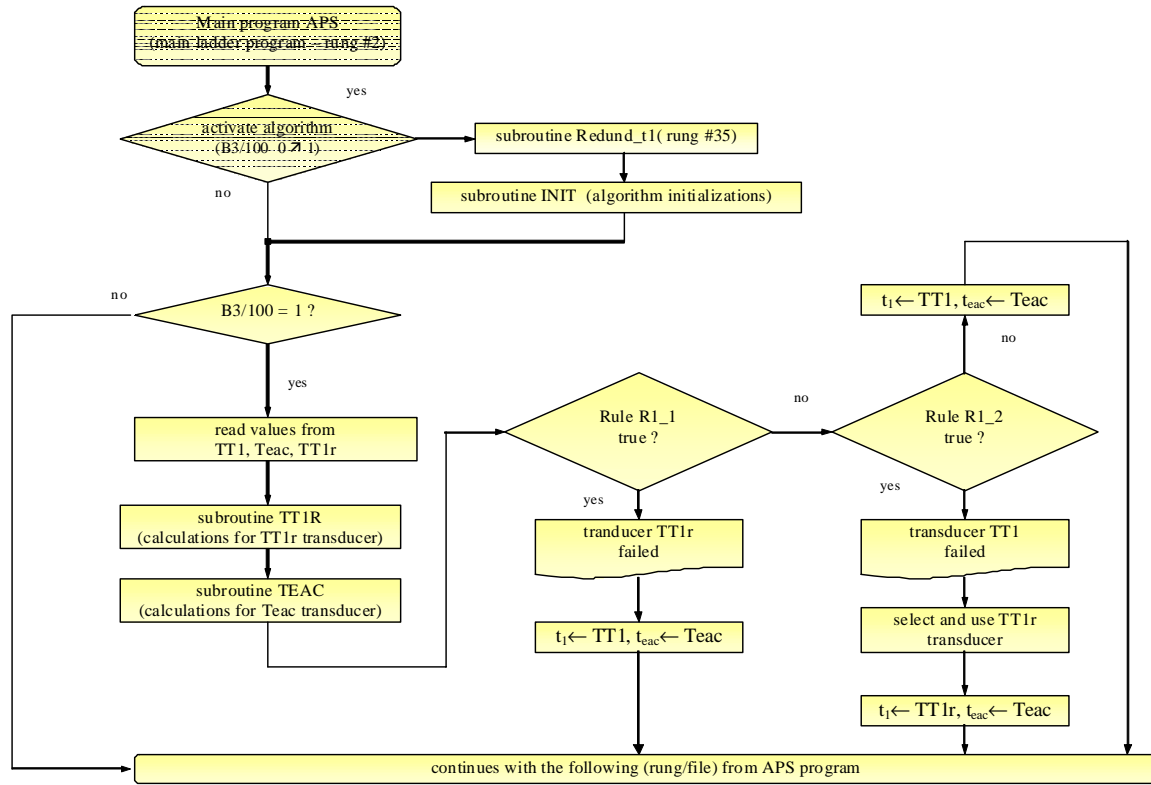 Main program APS
(main ladder program – rung #2)
yes
activate algorithm
(B3/100 0↗1)
no
subroutine Redund_t1( rung #35)
subroutine INIT (algorithm initializations)
no
B3/100 = 1 ?
yes
read values from
TT1, Teac, TT1r
subroutine TT1R
(calculations for TT1r transducer)
subroutine TEAC
(calculations for Teac transducer)
Rule R1_1
true ?
no
yes
tranducer TT1r
failed
t₁← TT1, tₑₐc← Teac
Rule R1_2
true ?
no
t₁← TT1, tₑₐc← Teac
yes
transducer TT1
failed
select and use TT1r
transducer
t₁← TT1r, tₑₐc← Teac
continues with the following (rung/file) from APS program